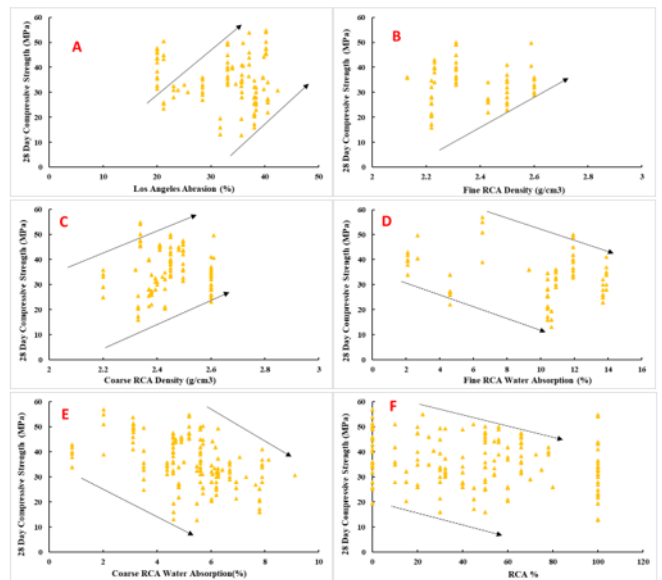 A
28 Day Compressive Strength (MPa)
60
50
40
30
20
10
0
0 10 20 30 40 50
Los Angeles Abrasion (%)
B
28 Day Compressive Strength (MPa)
60
50
40
30
20
10
0
2 2.2 2.4 2.6 2.8 3
Fine RCA Density (g/cm3)
C
28 Day Compressive Strength (MPa)
60
50
40
30
20
10
0
2 2.2 2.4 2.6 2.8 3
Coarse RCA Density (g/cm3)
D
28 Day Compressive Strength (MPa)
60
50
40
30
20
10
0
0 2 4 6 8 10 12 14 16
Fine RCA Water Absorption (%)
E
28 Day Compressive Strength (MPa)
60
50
40
30
20
10
0
0 2 4 6 8 10
Coarse RCA Water Absorption(%)
F
28 Day Compressive Strength (MPa)
60
50
40
30
20
10
0
0 20 40 60 80 100 120
RCA %